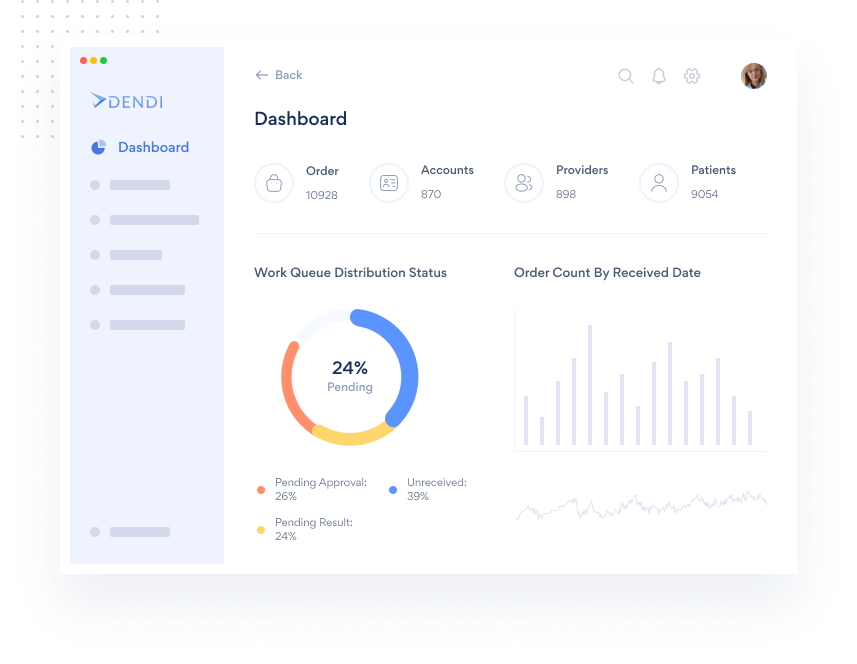 Back
DENDI
Dashboard
Dashboard
Order
10928
Accounts
870
Providers
898
Patients
9054
Work Queue Distribution Status
24%
Pending
Pending Approval:
26%
Unreceived:
39%
Pending Result:
24%
Order Count By Received Date